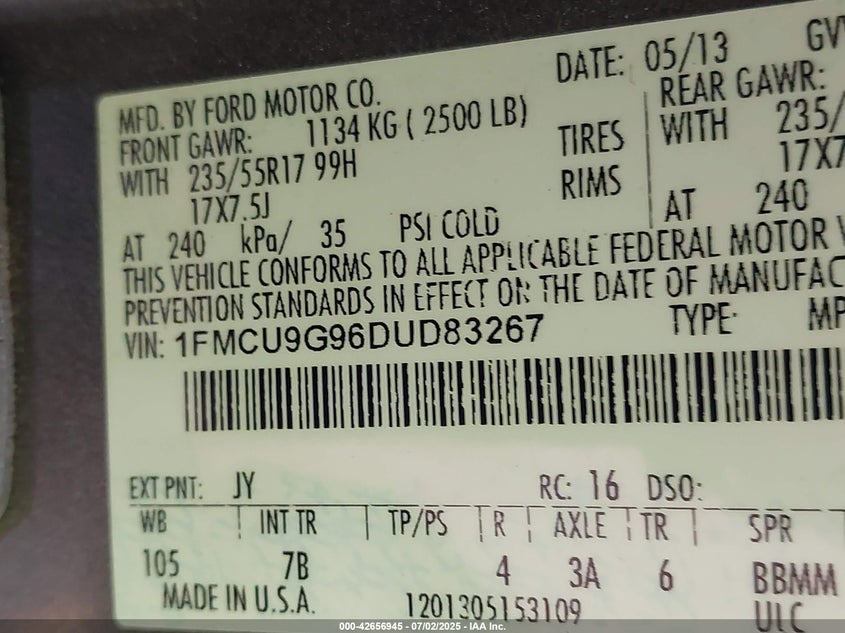 DATE: 05/13 GV
MFD. BY FORD MOTOR CO.
FRONT GAWR: 1134 KG ( 2500 LB) REAR GAWR:
WITH 235/55R17 99H TIRES WITH 235/
17X7.5J RIMS 17X7
AT 240 kPa/ 35 PSI COLD AT 240
THIS VEHICLE CONFORMS TO ALL APPLICABLE FEDERAL MOTOR V
PREVENTION STANDARDS IN EFFECT ON THE DATE OF MANUFAC
VIN: 1FMCU9G96DUD83267 TYPE: MP
EXT PNT: JY RC: 16 DSO:
WB | INT TR | TP/PS | R | AXLE | TR | SPR
105 7B 4 3A 6 BBMM
MADE IN U.S.A. 1201305153109 ULC
000-42656945 - 07/02/2025 - IAA Inc.